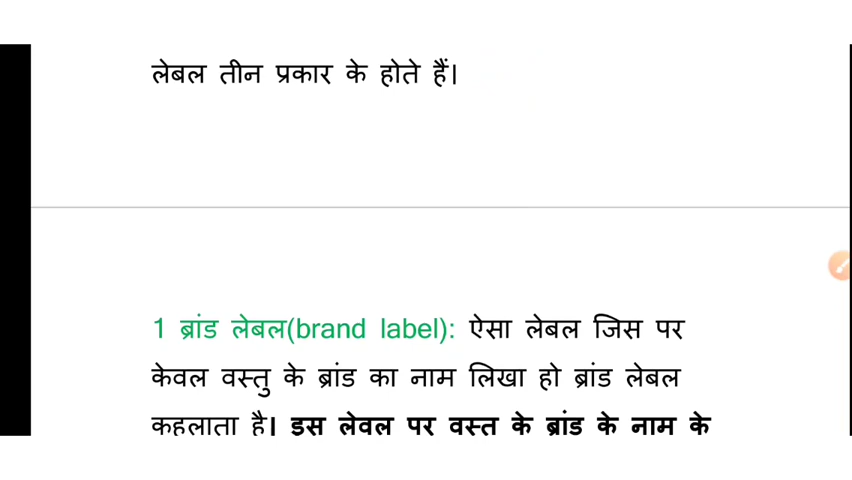 लेबल तीन प्रकार के होते हैं।
1 ब्रांड लेबल(brand label): ऐसा लेबल जिस पर
केवल वस्तु के ब्रांड का नाम लिखा हो ब्रांड लेबल
कहलाता है। इस लेवल पर वस्त के ब्रांड के नाम के